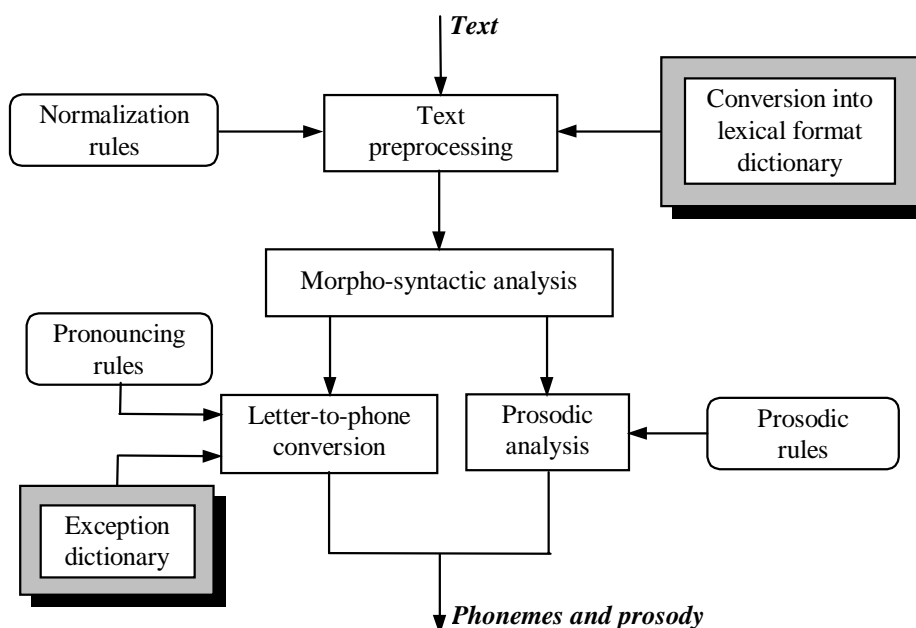 Text
Normalization
rules
Text
preprocessing
Conversion into
lexical format
dictionary
Morpho-syntactic analysis
Pronouncing
rules
Letter-to-phone
conversion
Prosodic
analysis
Prosodic
rules
Exception
dictionary
Phonemes and prosody